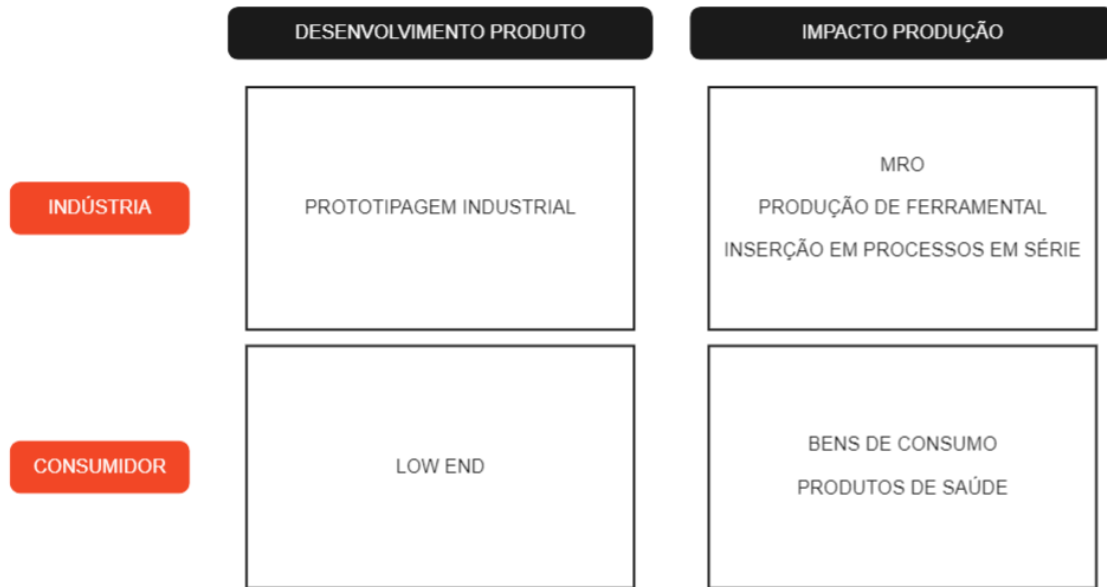 DESENVOLVIMENTO PRODUTO
IMPACTO PRODUÇÃO
INDÚSTRIA
PROTOTIPAGEM INDUSTRIAL
MRO
PRODUÇÃO DE FERRAMENTAL
INSERÇÃO EM PROCESSOS EM SÉRIE
CONSUMIDOR
LOW END
BENS DE CONSUMO
PRODUTOS DE SAÚDE